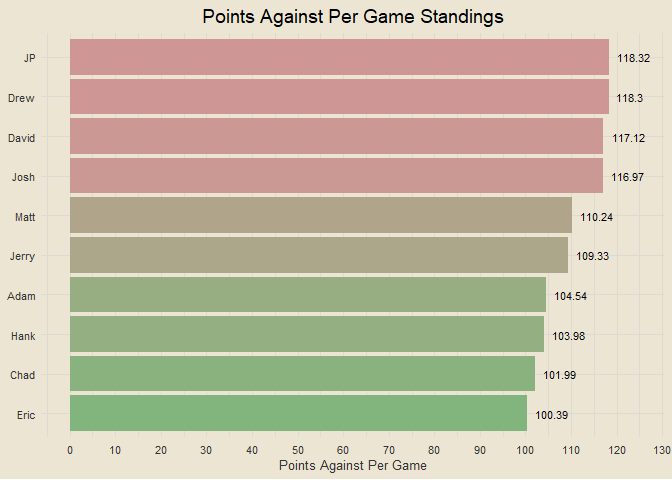 Points Against Per Game Standings
JP 118.32
Drew 118.3
David 117.12
Josh 116.97
Matt 110.24
Jerry 109.33
Adam 104.54
Hank 103.98
Chad 101.99
Eric 100.39
0 10 20 30 40 50 60 70 80 90 100 110 120 130
Points Against Per Game